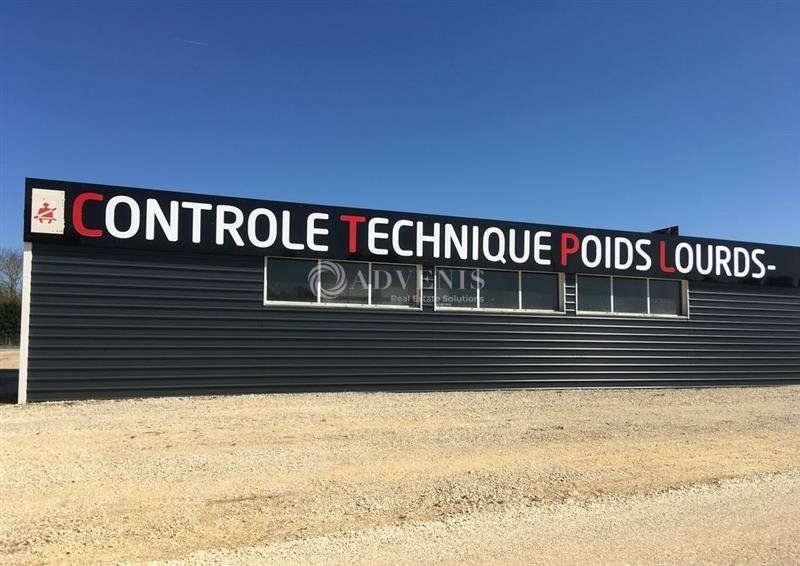 CONTROLE TECHNIQUE POIDS LOURDS-
ADVENIS
Real Estate Solutions